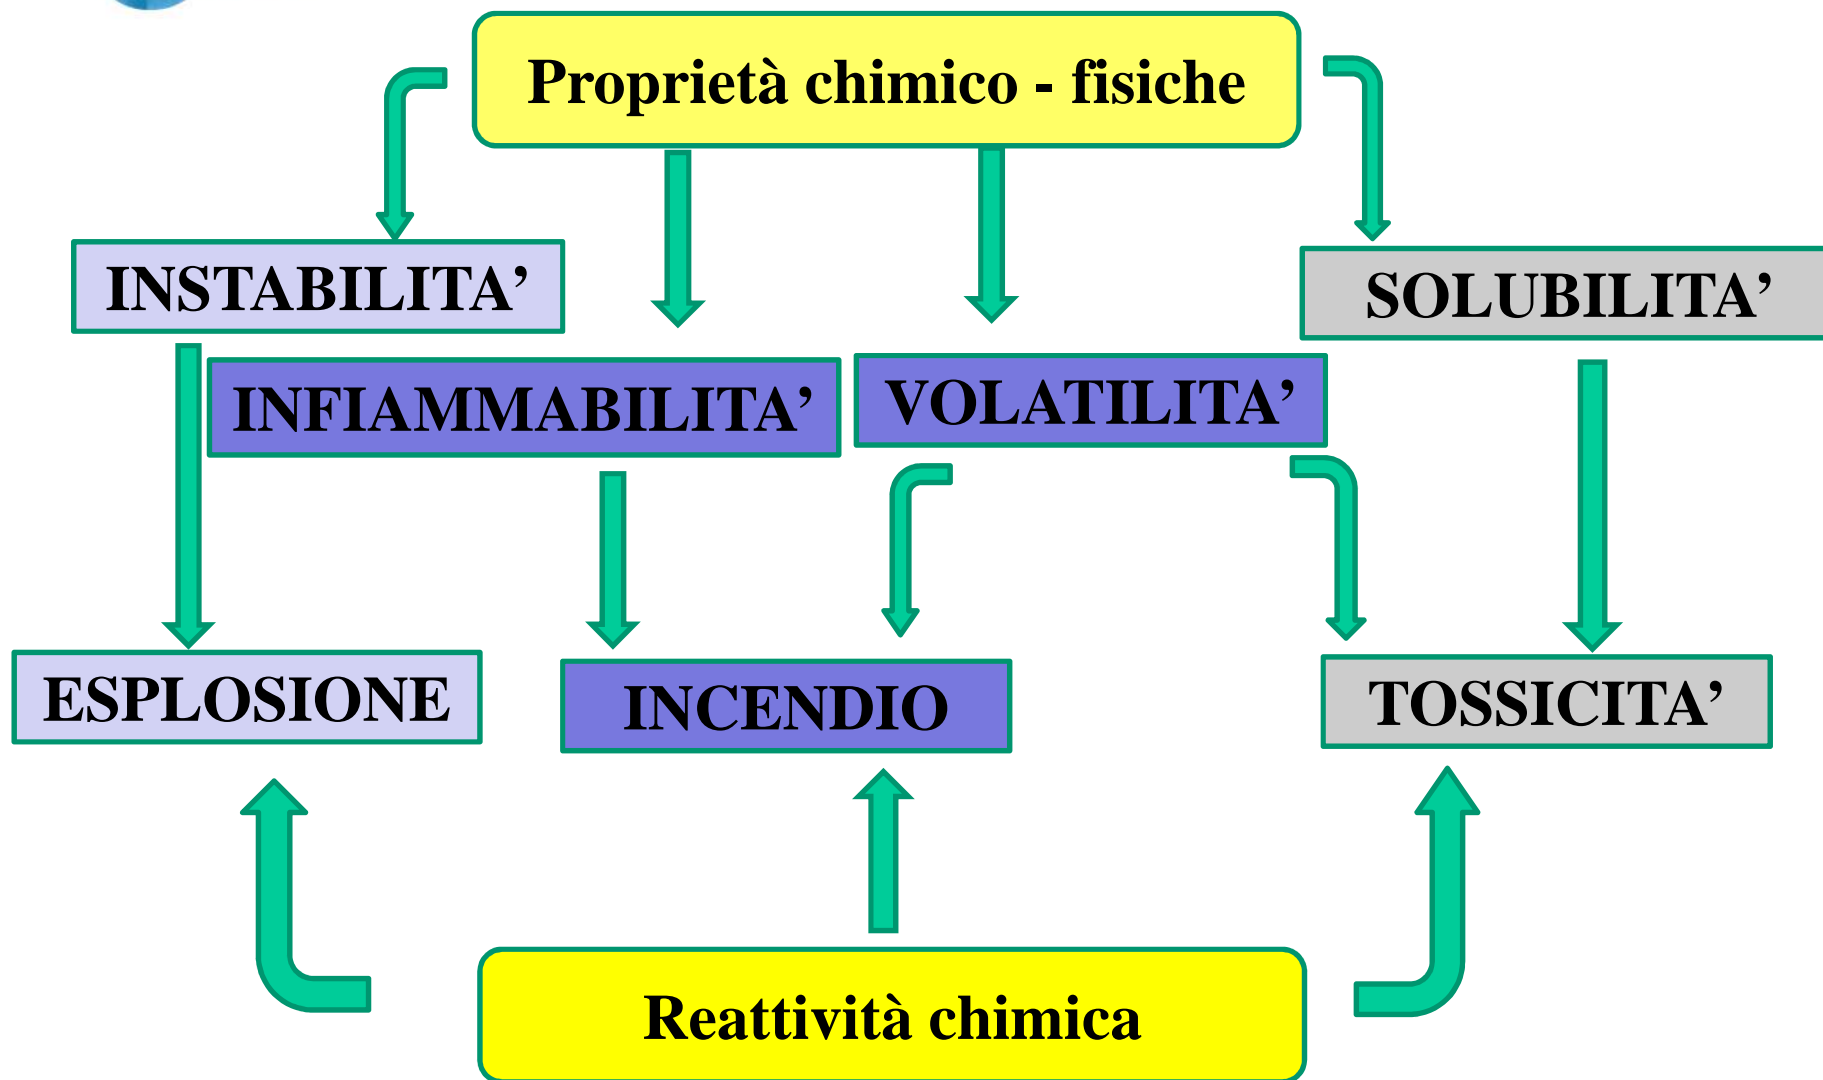 Proprietà chimico - fisiche
INSTABILITA’
SOLUBILITA’
INFIAMMABILITA’
VOLATILITA’
ESPLOSIONE
INCENDIO
TOSSICITA’
Reattività chimica